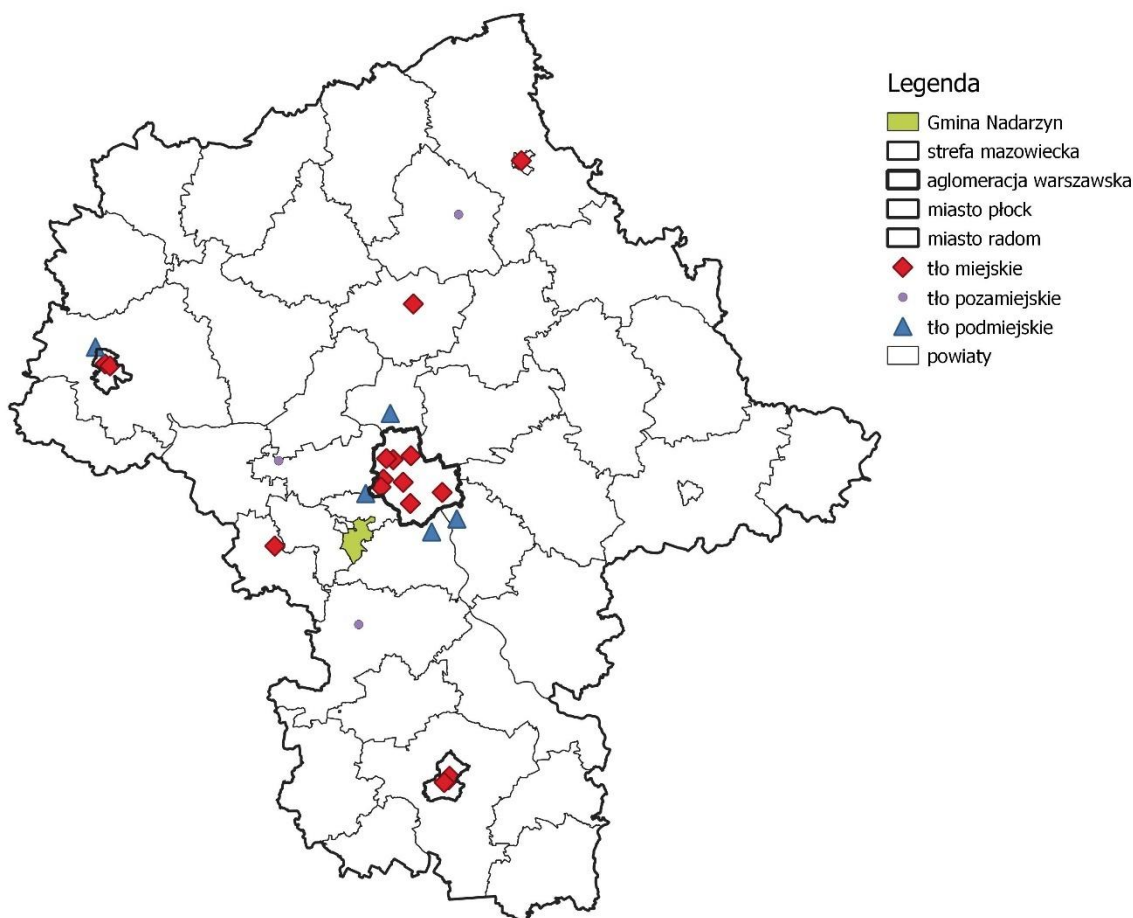 Legenda
Gmina Nadarzyn
strefa mazowiecka
aglomeracja warszawska
miasto płock
miasto radom
tło miejskie
tło pozamiejskie
tło podmiejskie
powiaty